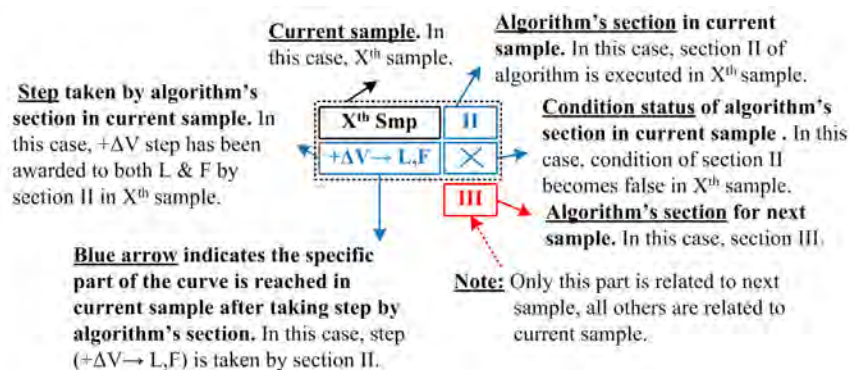 Current sample. In
this case, Xth sample.
Algorithm's section in current
sample. In this case, section II of
algorithm is executed in Xth sample.
Step taken by algorithm's
section in current sample. In
this case, +ΔV step has been
awarded to both L & F by
section II in Xth sample.
Xth Smp
II
+ΔV→ L,F
X
III
Condition status of algorithm's
section in current sample . In this
case, condition of section II
becomes false in Xth sample.
Algorithm's section for next
sample. In this case, section III
Blue arrow indicates the specific
part of the curve is reached in
current sample after taking step by
algorithm's section. In this case, step
(+ΔV→ L,F) is taken by section II.
Note: Only this part is related to next
sample, all others are related to
current sample.